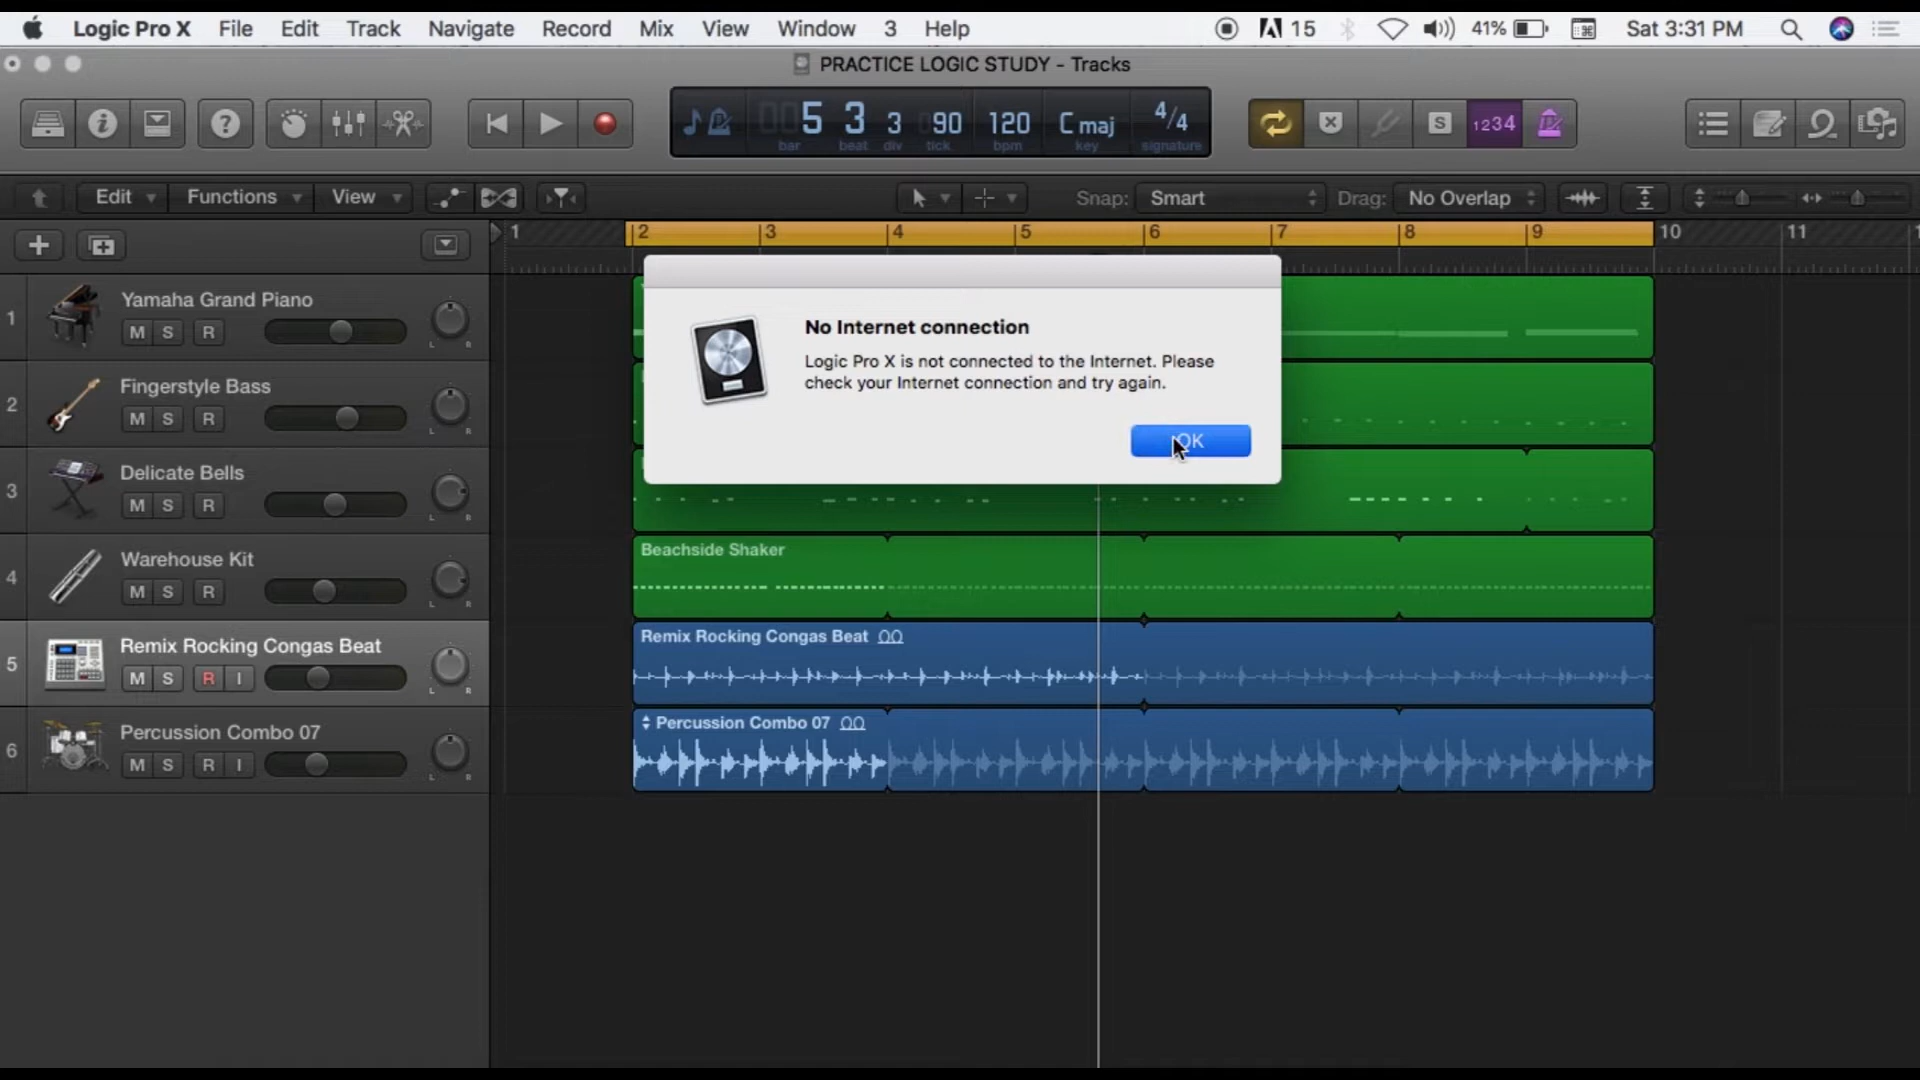 Logic Pro X File Edit Track Navigate Record Mix View Window 3 Help 15 41% Sat 3:31 PM
PRACTICE LOGIC STUDY - Tracks
5 3 3 90 120 C maj 4/4 S 1234
bar beat div tick bpm key signature
Edit Functions View Snap: Smart Drag: No Overlap
1 2 3 4 5 6 7 8 9 10 11
No Internet connection
Logic Pro X is not connected to the Internet. Please
check your Internet connection and try again.
OK
1 Yamaha Grand Piano
M S R
L R
2 Fingerstyle Bass
M S R
L R
3 Delicate Bells
M S R
L R
4 Warehouse Kit
M S R
L R
Beachside Shaker
5 Remix Rocking Congas Beat
M S R I
L R
Remix Rocking Congas Beat
6 Percussion Combo 07
M S R I
L R
Percussion Combo 07